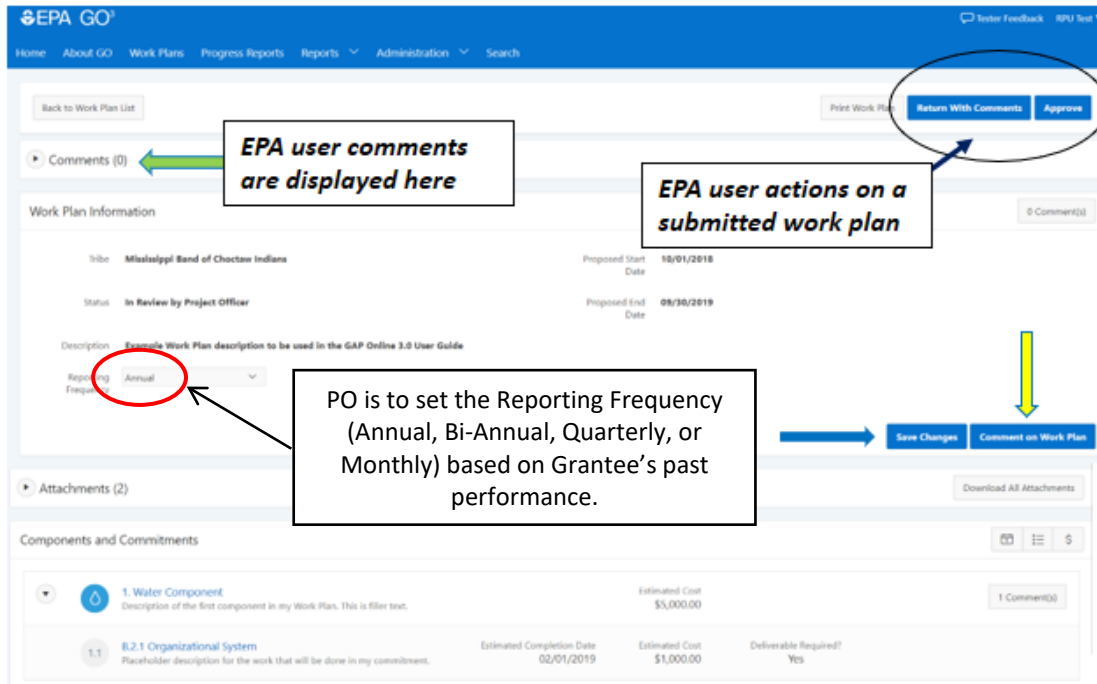 EPA GO³
Tester Feedback RPU Test
Home About GO Work Plans Progress Reports Reports Administration Search
Back to Work Plan List
Print Work Plan
Return With Comments
Approve
Comments (0)
EPA user comments
are displayed here
EPA user actions on a
submitted work plan
Work Plan Information
0 Comment(s)
Tribe Mississippi Band of Choctaw Indians
Proposed Start
Date
10/01/2018
Status In Review by Project Officer
Proposed End
Date
09/30/2019
Description Example Work Plan description to be used in the GAP Online 3.0 User Guide
Reporting
Frequency
Annual
PO is to set the Reporting Frequency
(Annual, Bi-Annual, Quarterly, or
Monthly) based on Grantee’s past
performance.
Save Changes
Comment on Work Plan
Attachments (2)
Download All Attachments
Components and Commitments
$
1. Water Component
Description of the first component in my Work Plan. This is filler text.
Estimated Cost
$5,000.00
1 Comment(s)
1.1
B.2.1 Organizational System
Placeholder description for the work that will be done in my commitment.
Estimated Completion Date
02/01/2019
Estimated Cost
$1,000.00
Deliverable Required?
Yes